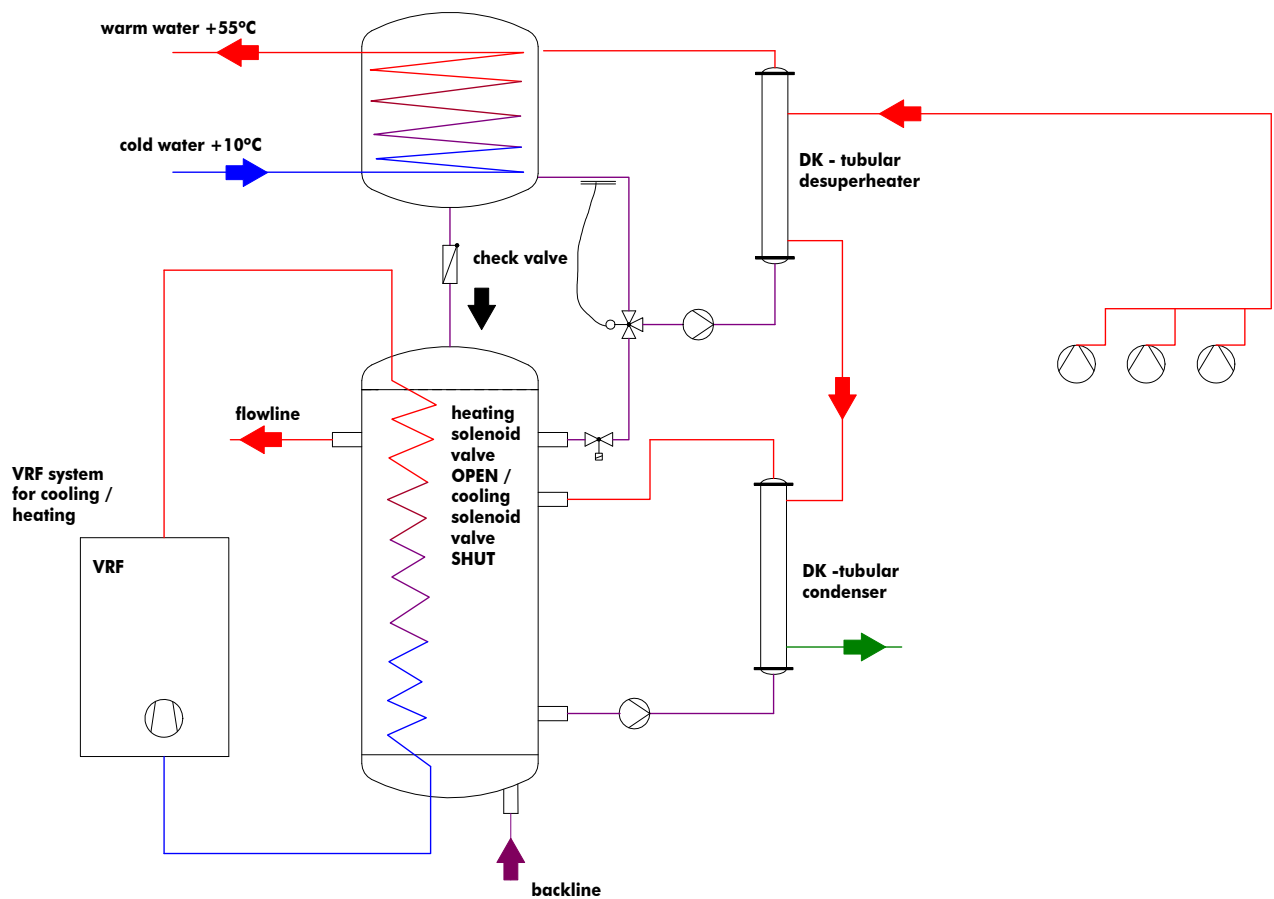 warm water +55ºC
cold water +10ºC
DK - tubular
desuperheater
check valve
flowline
heating
solenoid
valve
OPEN /
cooling
solenoid
valve
SHUT
VRF system
for cooling /
heating
VRF
DK -tubular
condenser
backline